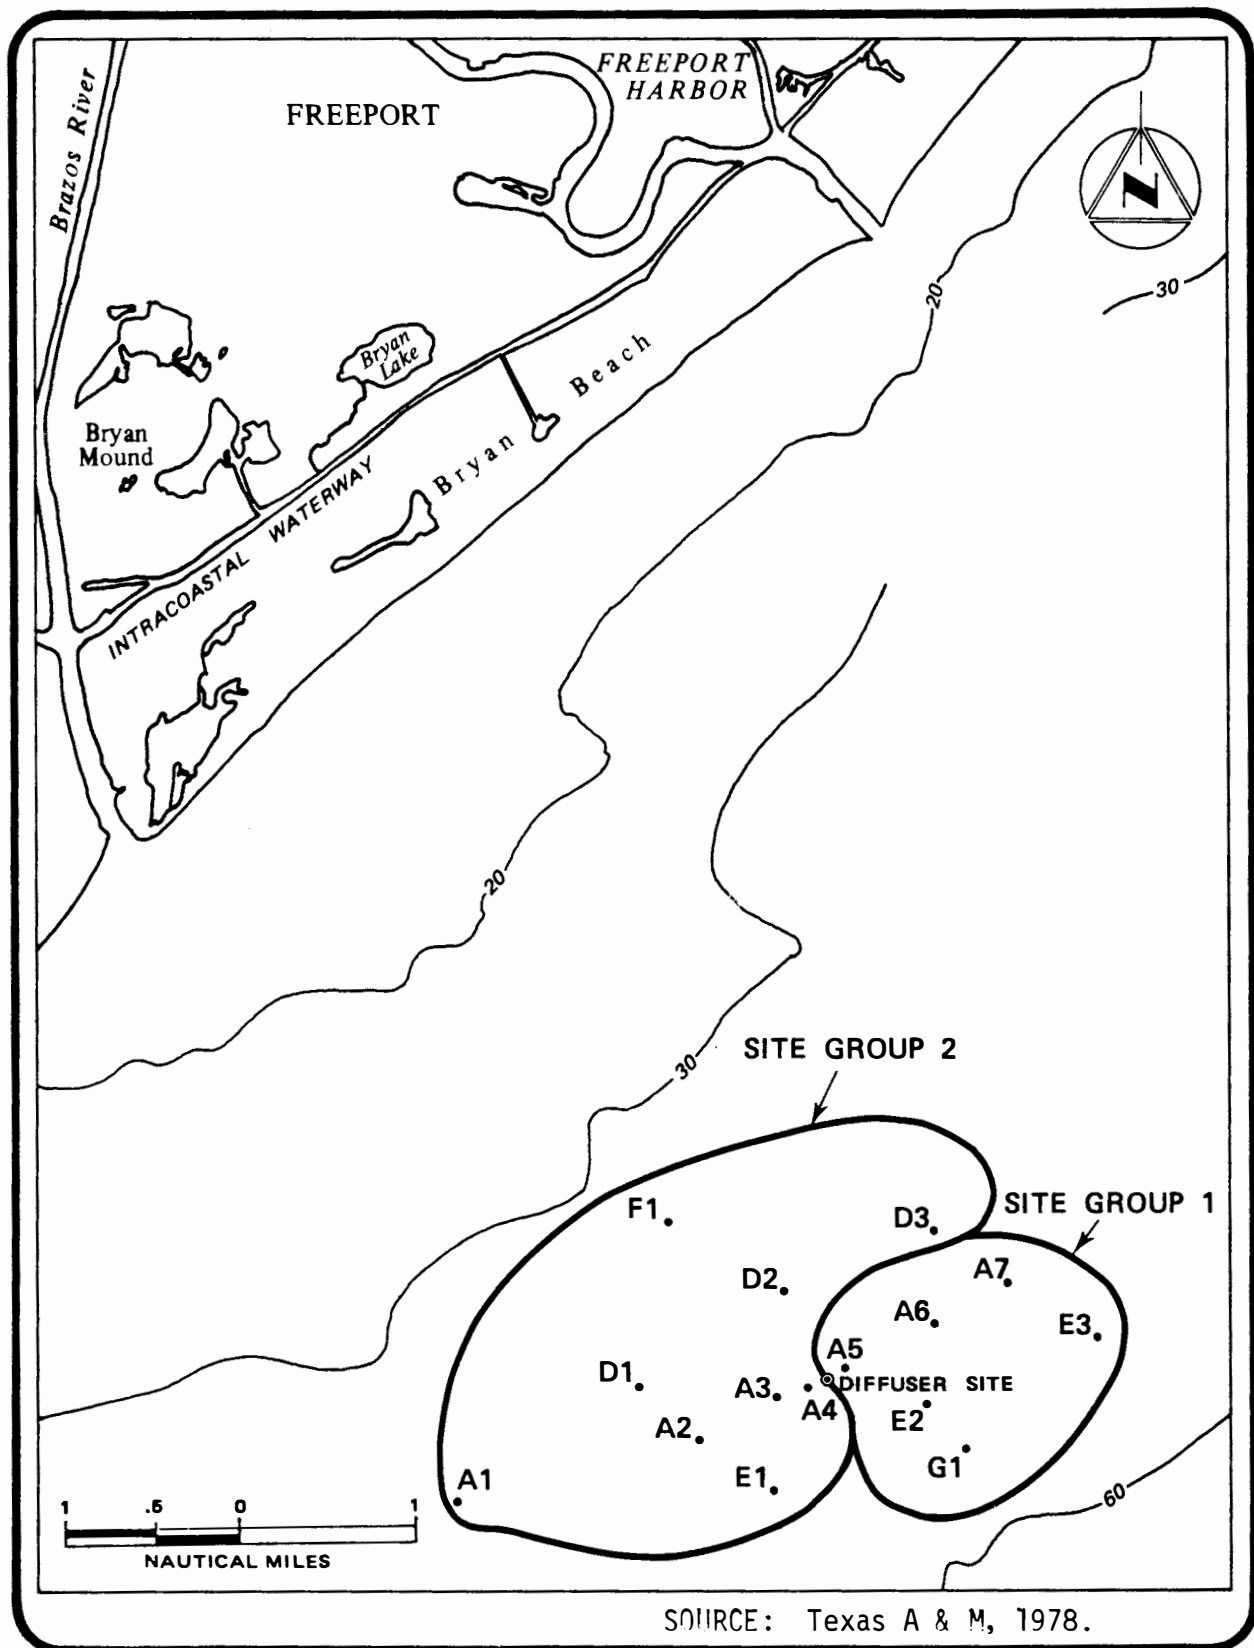 FREEPORT
HARBOR
FREEPORT
Brazos River
N
20
30
Bryan
Lake
Bryan Beach
Bryan
Mound
INTRACOASTAL WATERWAY
20
30
SITE GROUP 2
SITE GROUP 1
F1
D3
A7
D2
A6
E3
A5
D1
A3
DIFFUSER SITE
A4
E2
A2
G1
A1
E1
60
1 .5 0 1
NAUTICAL MILES
SOURCE: Texas A & M, 1978.